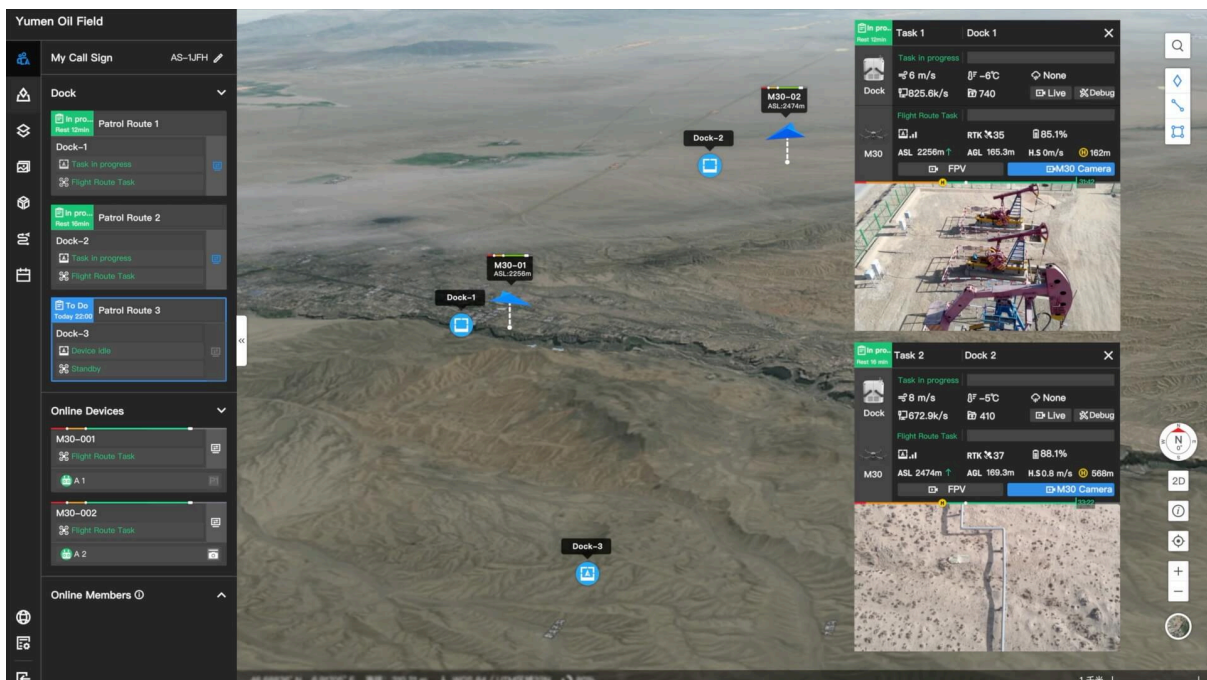 Yumen Oil Field
My Call Sign
AS-1JFH
Dock
In pro...
Rest 12min
Patrol Route 1
Dock-1
Task in progress
Flight Route Task
In pro...
Rest 16min
Patrol Route 2
Dock-2
Task in progress
Flight Route Task
To Do
Today 22:00
Patrol Route 3
Dock-3
Device idle
Standby
Online Devices
M30-001
Flight Route Task
A 1
M30-002
Flight Route Task
A 2
Online Members
M30-02
ASL:2474m
Dock-2
M30-01
ASL:2256m
Dock-1
Dock-3
In pro..
Rest 12min
Task 1
Dock 1
Task in progress
6 m/s
-6℃
None
Dock
825.6k/s
740
Live
Debug
Flight Route Task
RTK
35
85.1%
M30
ASL 2256m↑
AGL 165.3m
H.S 0m/s
H
162m
FPV
M30 Camera
H
In pro..
Rest 16 min
Task 2
Dock 2
Task in progress
8 m/s
-5℃
None
Dock
672.9k/s
410
Live
Debug
Flight Route Task
RTK
37
88.1%
M30
ASL 2474m ↑
AGL 169.3m
H.S 0.8 m/s
H
568m
FPV
M30 Camera
H
N
0°
2D
1 千米